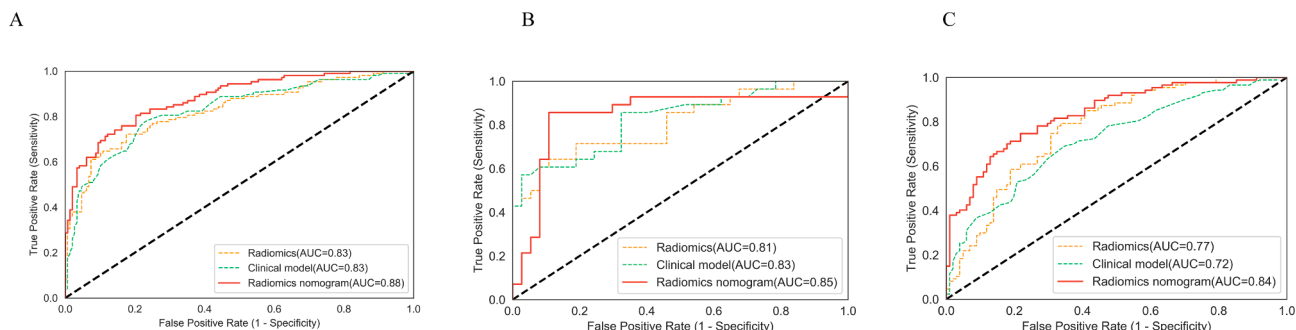 A
B
C
True Positive Rate (Sensitivity)
1.0
0.8
0.6
0.4
0.2
0.0
Radiomics(AUC=0.83)
Clinical model(AUC=0.83)
Radiomics nomogram(AUC=0.88)
0.0 0.2 0.4 0.6 0.8 1.0
False Positive Rate (1 - Specificity)
True Positive Rate (Sensitivity)
1.0
0.8
0.6
0.4
0.2
0.0
Radiomics(AUC=0.81)
Clinical model(AUC=0.83)
Radiomics nomogram(AUC=0.85)
0.0 0.2 0.4 0.6 0.8 1.0
False Positive Rate (1 - Specificity)
True Positive Rate (Sensitivity)
1.0
0.8
0.6
0.4
0.2
0.0
Radiomics(AUC=0.77)
Clinical model(AUC=0.72)
Radiomics nomogram(AUC=0.84)
0.0 0.2 0.4 0.6 0.8 1.0
False Positive Rate (1 - Specificity)